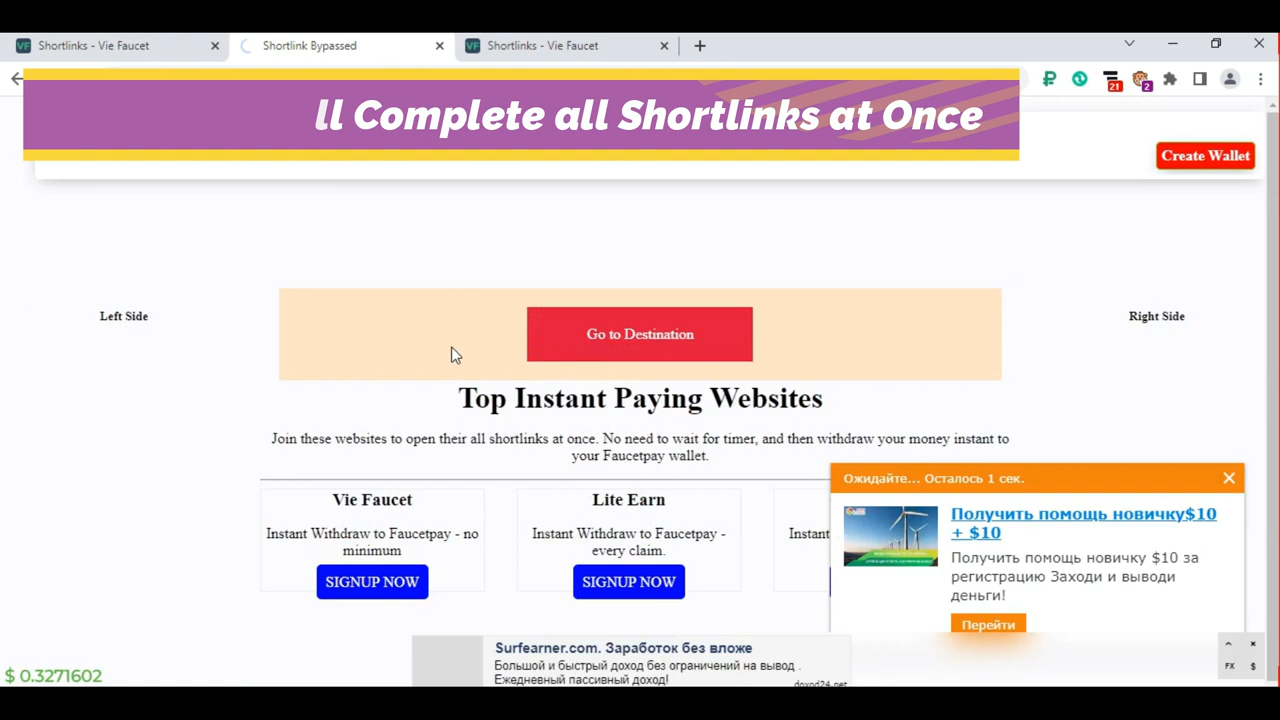 Shortlinks - Vie Faucet
Shortlink Bypassed
Shortlinks - Vie Faucet
21
2
ll Complete all Shortlinks at Once
Create Wallet
Left Side
Go to Destination
Right Side
Top Instant Paying Websites
Join these websites to open their all shortlinks at once. No need to wait for timer, and then withdraw your money instant to
your Faucetpay wallet.
Vie Faucet
Instant Withdraw to Faucetpay - no
minimum
SIGNUP NOW
Lite Earn
Instant Withdraw to Faucetpay -
every claim.
SIGNUP NOW
Instant
Ожидайте... Осталось 1 сек.
Получить помощь новичку$10
+ $10
Получить помощь новичку $10 за
регистрацию Заходи и выводи
деньги!
Перейти
Surfearner.com. Заработок без вложе
Большой и быстрый доход без ограничений на вывод .
Ежедневный пассивный доход!
doxod24.net
FX $
$ 0.3271602